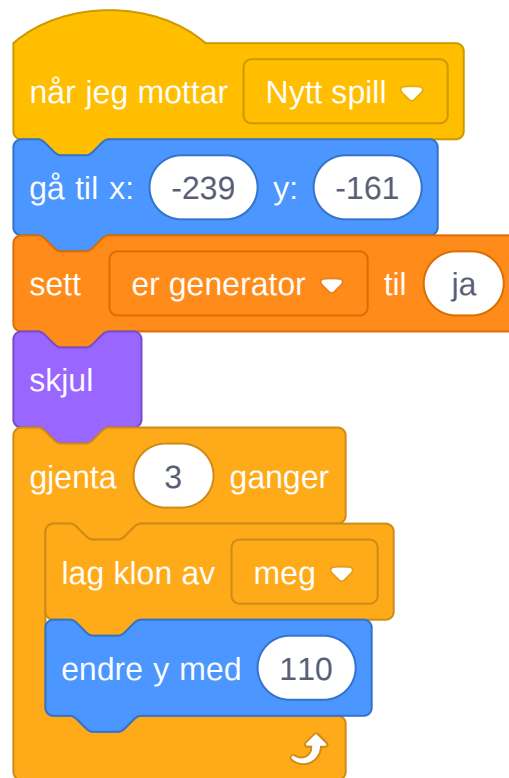 når jeg mottar Nytt spill
gå til x: -239 y: -161
sett er generator til ja
skjul
gjenta 3 ganger
lag klon av meg
endre y med 110